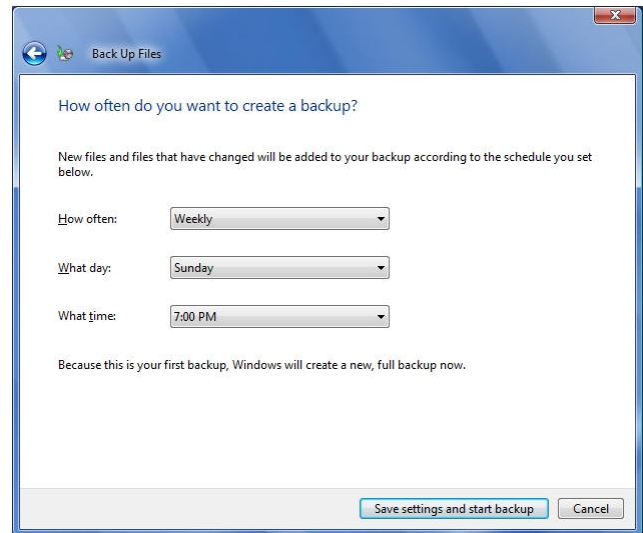 Back Up Files
How often do you want to create a backup?
New files and files that have changed will be added to your backup according to the schedule you set
below.
How often: Weekly
What day: Sunday
What time: 7:00 PM
Because this is your first backup, Windows will create a new, full backup now.
Save settings and start backup Cancel